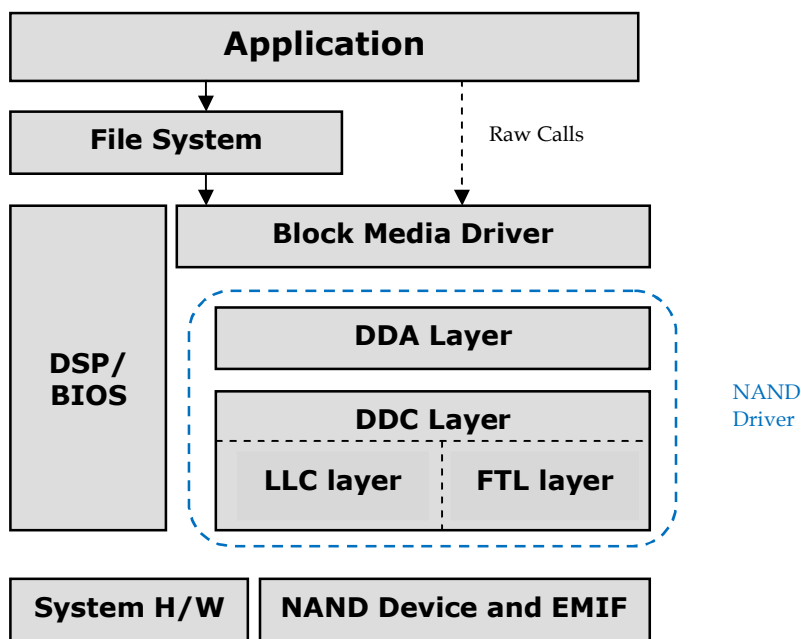 Application
File System
Raw Calls
Block Media Driver
DDA Layer
DSP/
BIOS
NAND
Driver
DDC Layer
LLC layer
FTL layer
System H/W
NAND Device and EMIF